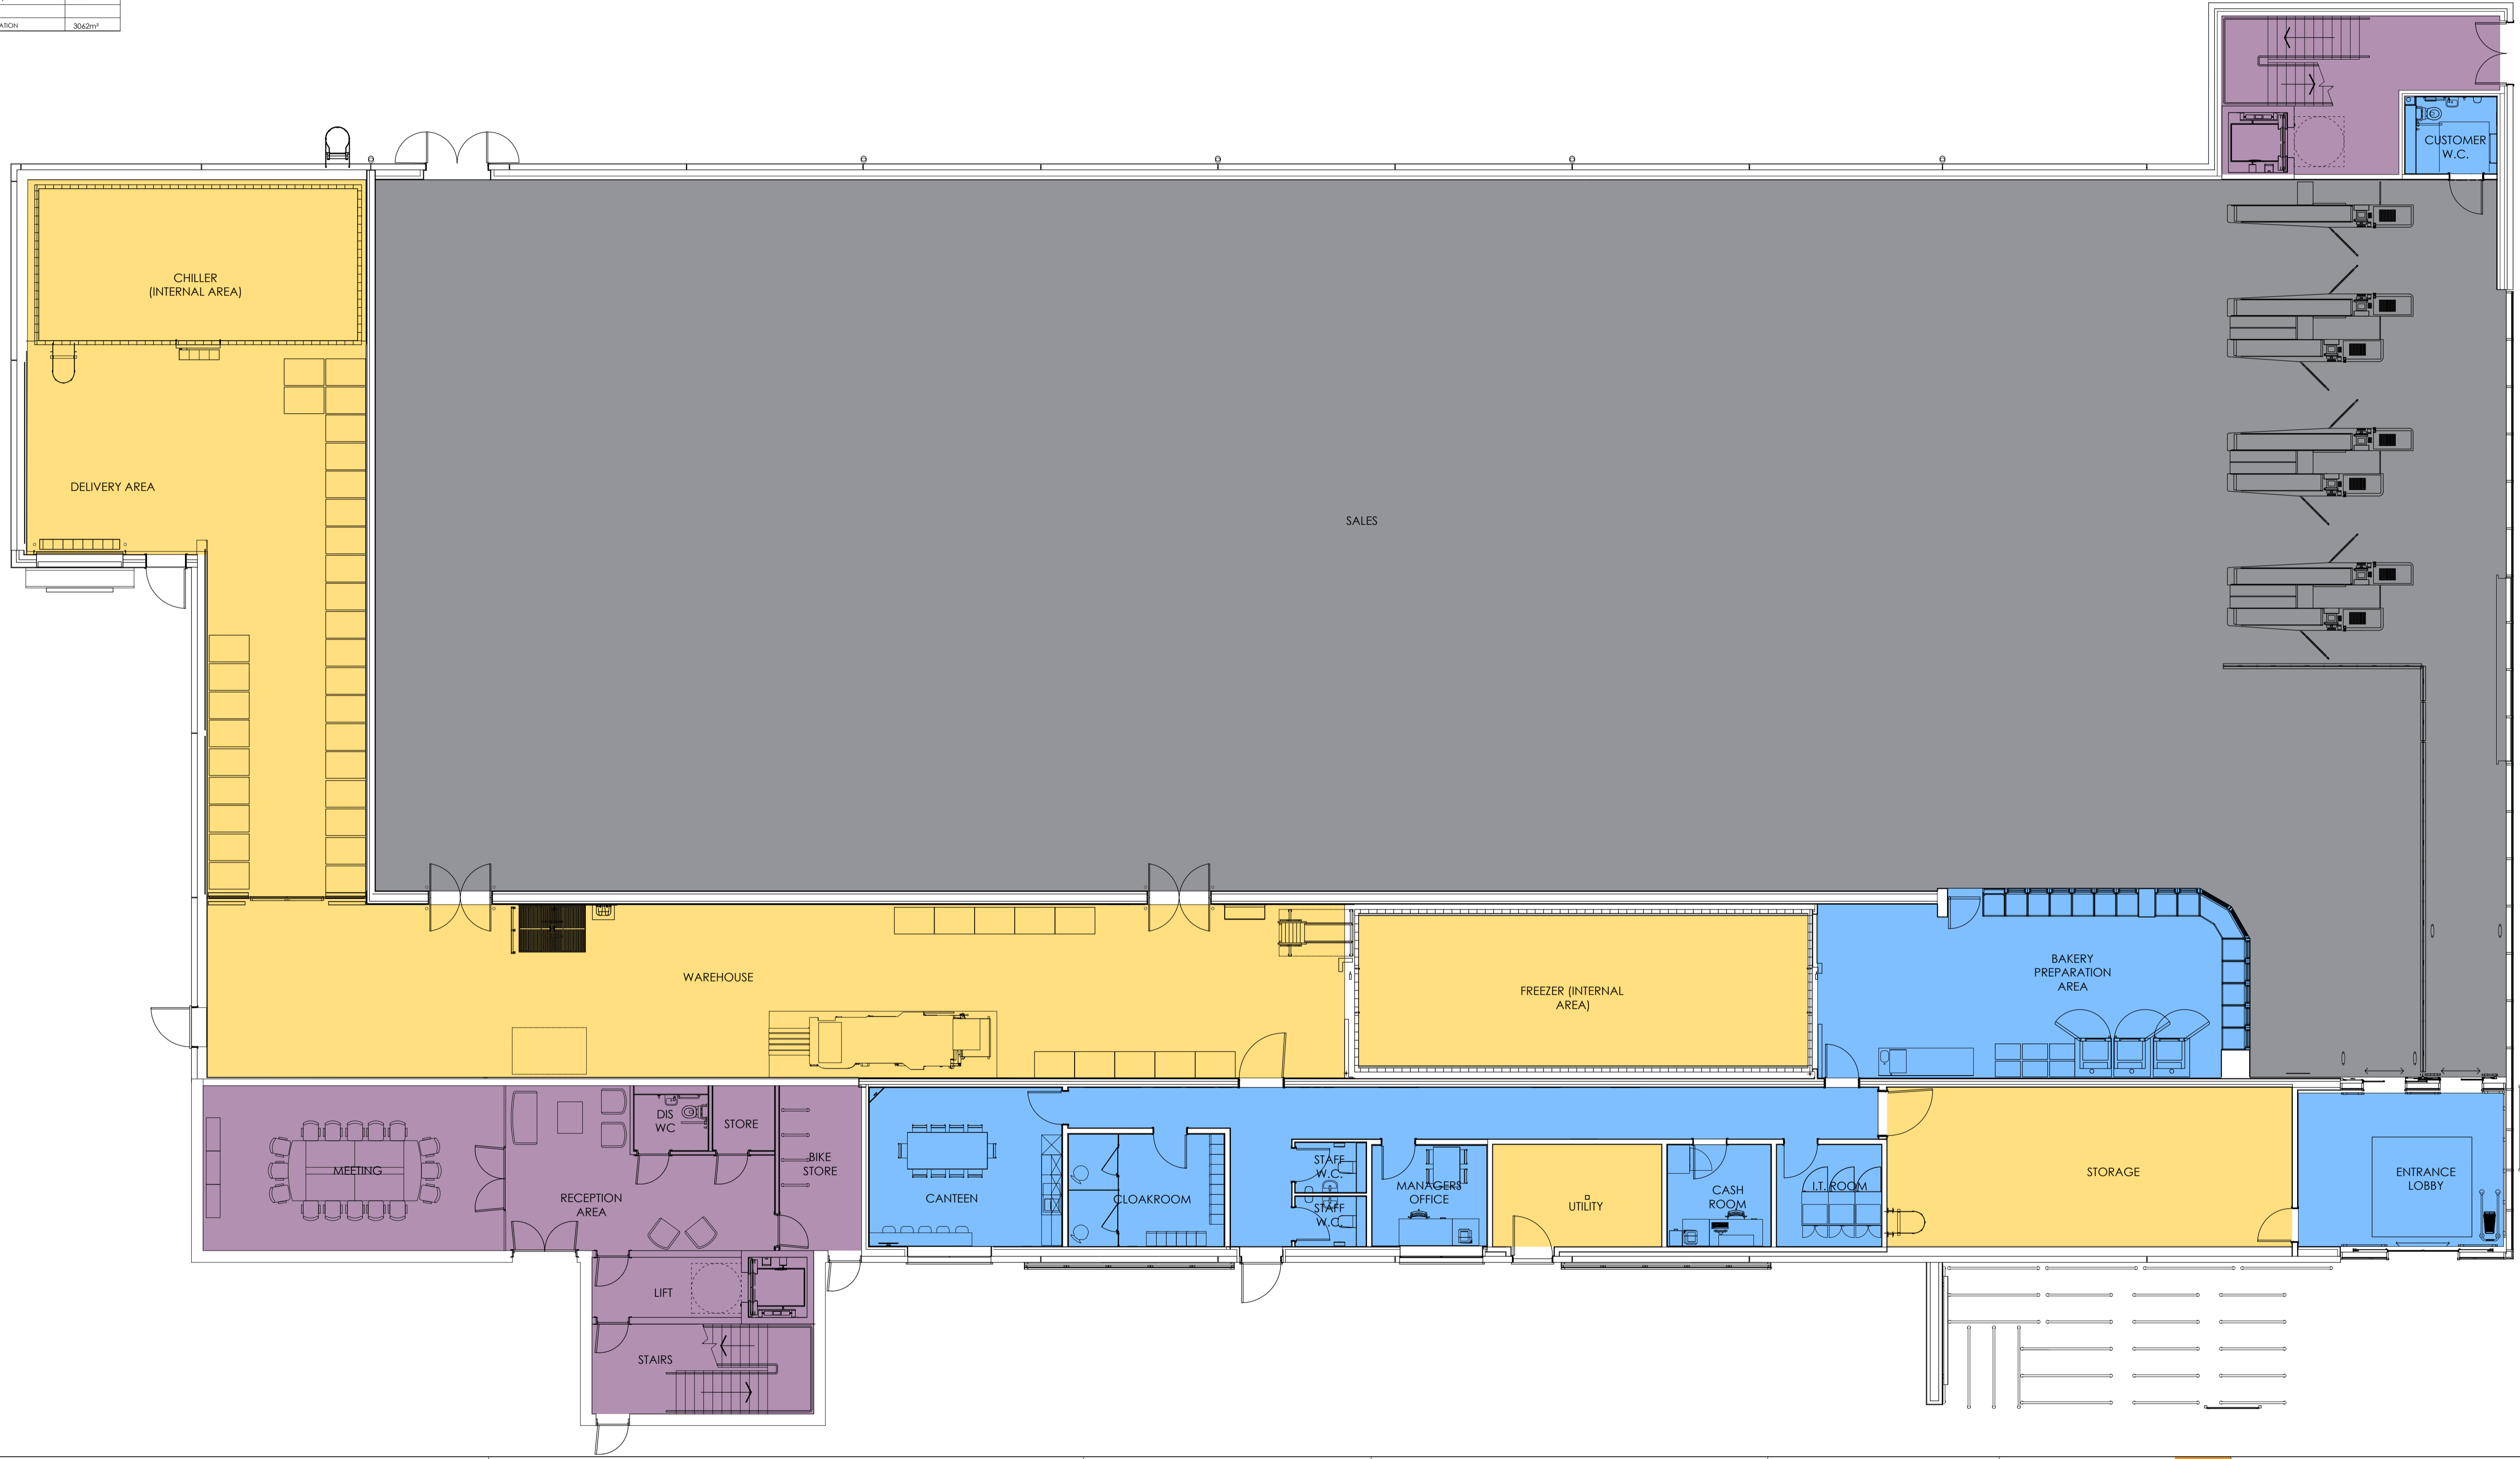 3062m²
CUSTOMER
W.C.
CHILLER
(INTERNAL AREA)
DELIVERY AREA
SALES
WAREHOUSE
FREEZER (INTERNAL
AREA)
BAKERY
PREPARATION
AREA
DIS
WC
STORE
BIKE
STORE
MEETING
RECEPTION
AREA
CANTEEN
CLOAKROOM
STAFF
W.C.
STAFF
W.C.
MANAGERS
OFFICE
UTILITY
CASH
ROOM
I.T. ROOM
STORAGE
ENTRANCE
LOBBY
LIFT
STAIRS